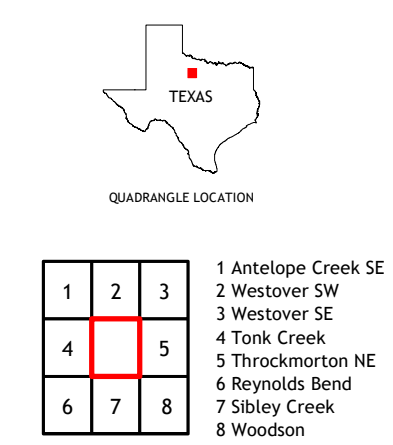 TEXAS
QUADRANGLE LOCATION
1 2 3
4 5
6 7 8
1 Antelope Creek SE
2 Westover SW
3 Westover SE
4 Tonk Creek
5 Throckmorton NE
6 Reynolds Bend
7 Sibley Creek
8 Woodson